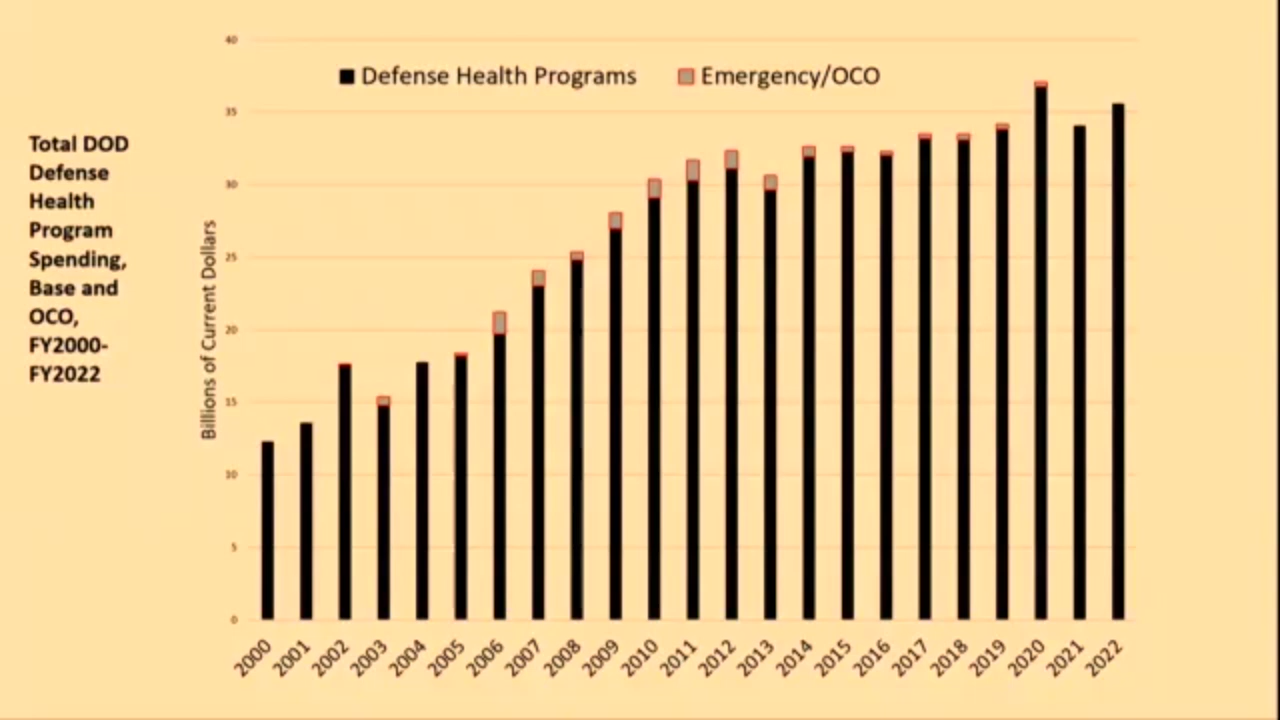 Total DOD
Defense
Health
Program
Spending,
Base and
OCO,
FY2000-
FY2022
Defense Health Programs
Emergency/OCO
Billions of Current Dollars
40
35
30
25
20
15
10
5
0
2000
2001
2002
2003
2004
2005
2006
2007
2008
2009
2010
2011
2012
2013
2014
2015
2016
2017
2018
2019
2020
2021
2022